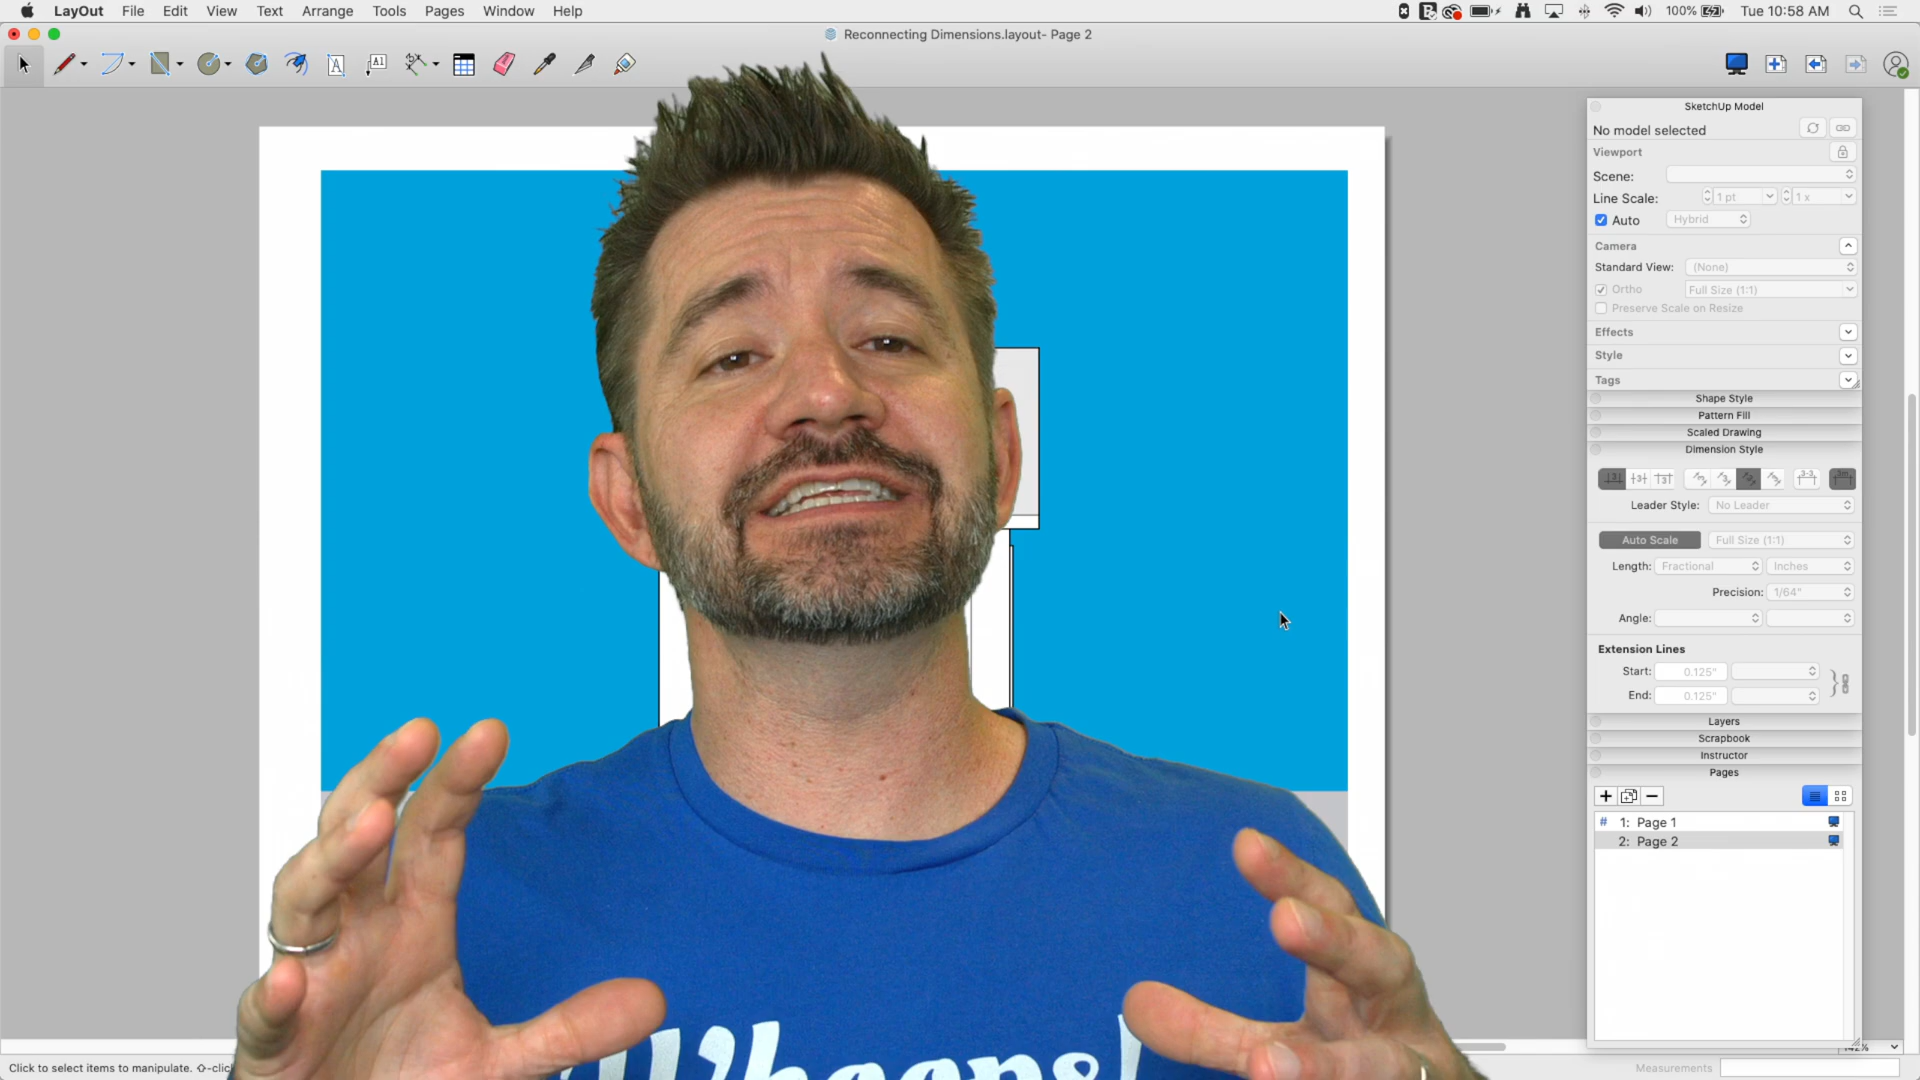 LayOut File Edit View Text Arrange Tools Pages Window Help 100% Tue 10:58 AM
Reconnecting Dimensions.layout- Page 2
A A1
SketchUp Model
No model selected
Viewport
Scene:
Line Scale: 1 pt 1 x
Auto Hybrid
Camera
Standard View: (None)
Ortho Full Size (1:1)
Preserve Scale on Resize
Effects
Style
Tags
Shape Style
Pattern Fill
Scaled Drawing
Dimension Style
Leader Style: No Leader
Auto Scale Full Size (1:1)
Length: Fractional Inches
Precision: 1/64"
Angle:
Extension Lines
Start: 0.125"
End: 0.125"
Layers
Scrapbook
Instructor
Pages
# 1: Page 1
2: Page 2
Whoops!
142%
Click to select items to manipulate. Measurements